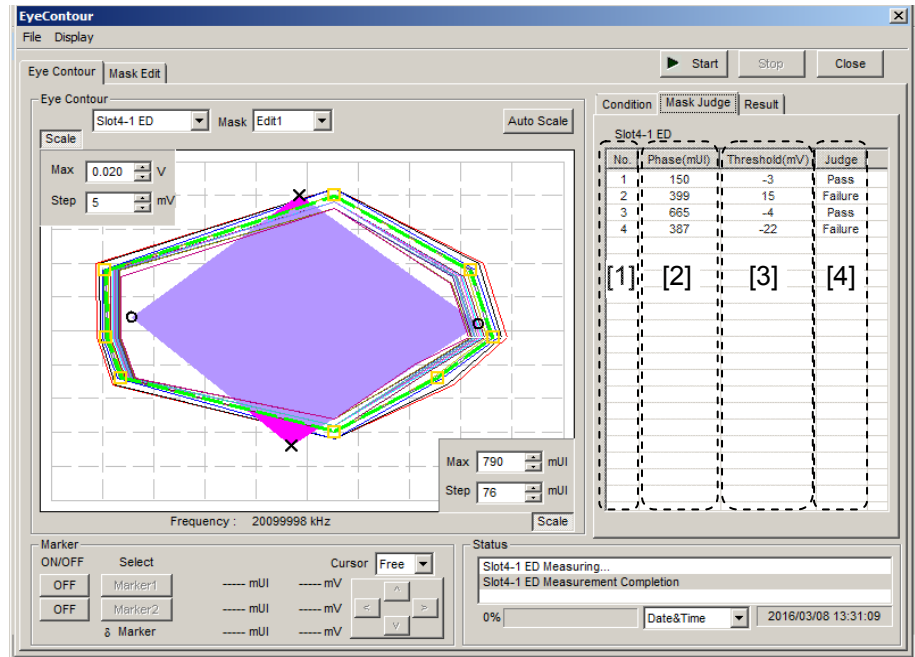 EyeContour
File Display
Start Stop Close
Eye Contour Mask Edit
Eye Contour
Slot4-1 ED Mask Edit1 Auto Scale
Scale
Max 0.020 V
Step 5 mV
Max 790 mUI
Step 76 mUI
Frequency : 20099998 kHz Scale
Condition Mask Judge Result
Slot4-1 ED
No. Phase(mUI) Threshold(mV) Judge
1 150 -3 Pass
2 399 15 Failure
3 665 -4 Pass
4 387 -22 Failure
[1] [2] [3] [4]
Marker
ON/OFF Select Cursor Free
OFF Marker1 ----- mUI ----- mV
OFF Marker2 ----- mUI ----- mV
δ Marker ----- mUI ----- mV
Status
Slot4-1 ED Measuring...
Slot4-1 ED Measurement Completion
0% Date&Time 2016/03/08 13:31:09